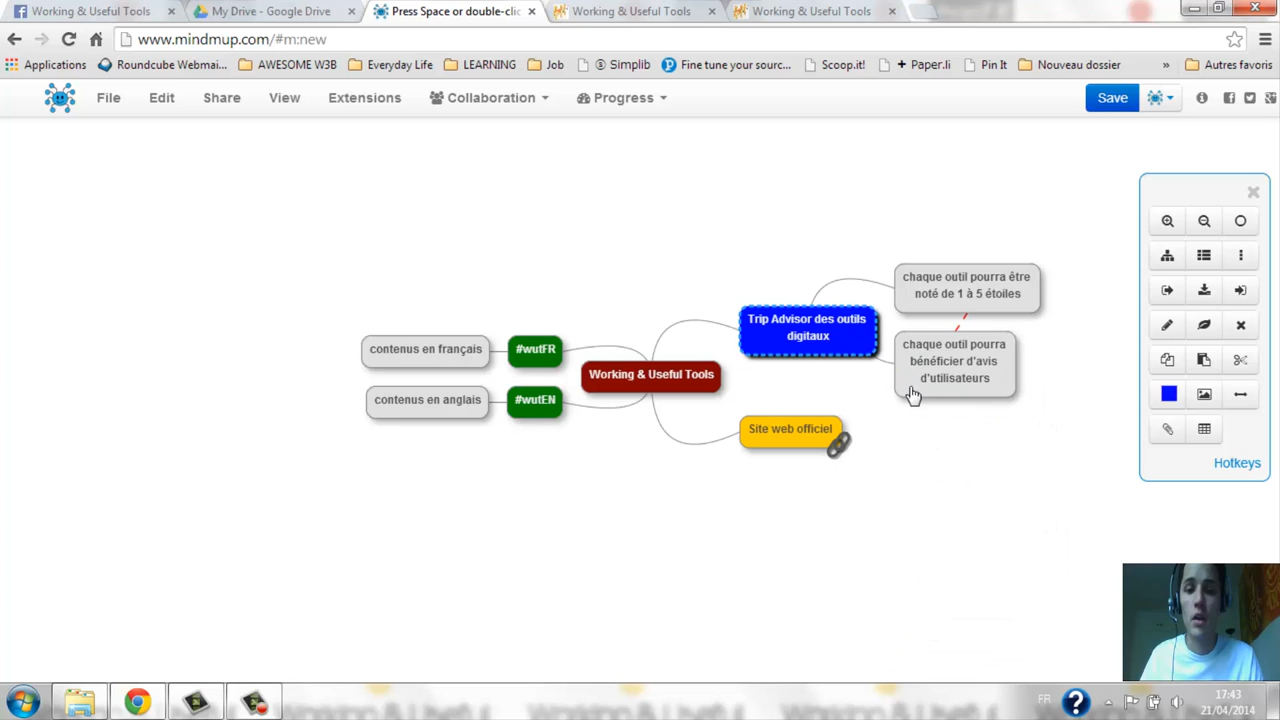 Working & Useful Tools
My Drive - Google Drive
Press Space or double-clic
Working & Useful Tools
Working & Useful Tools
www.mindmup.com/#m:new
Applications
Roundcube Webmai...
AWESOME W3B
Everyday Life
LEARNING
Job
Simplib
Fine tune your sourc...
Scoop.it!
+ Paper.li
Pin It
Nouveau dossier
»
Autres favoris
File
Edit
Share
View
Extensions
Collaboration
Progress
Save
chaque outil pourra être
noté de 1 à 5 étoiles
Trip Advisor des outils
digitaux
chaque outil pourra
bénéficier d'avis
d'utilisateurs
contenus en français
#wutFR
Working & Useful Tools
contenus en anglais
#wutEN
Site web officiel
Hotkeys
FR
17:43
21/04/2014